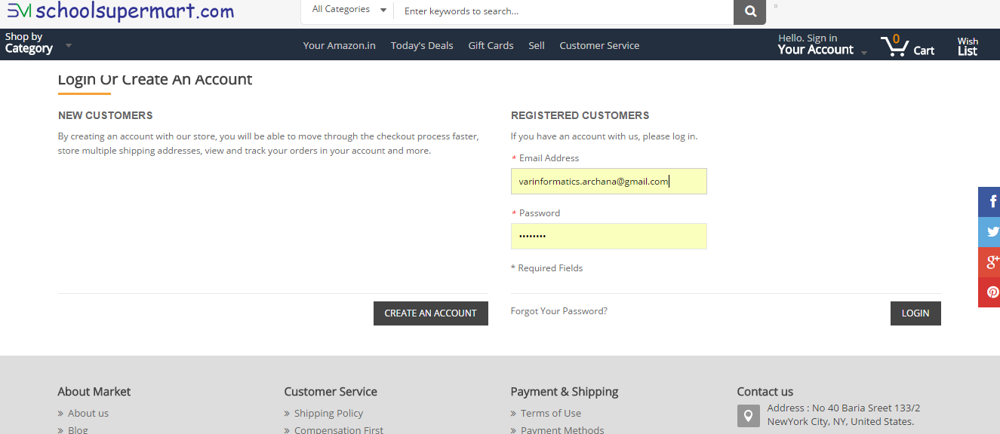 SM schoolsupermart.com
All Categories
Enter keywords to search...
Shop by
Category
Your Amazon.in Today's Deals Gift Cards Sell Customer Service
Hello. Sign in
Your Account
0
Cart
Wish
List
Login Or Create An Account
NEW CUSTOMERS
By creating an account with our store, you will be able to move through the checkout process faster,
store multiple shipping addresses, view and track your orders in your account and more.
CREATE AN ACCOUNT
REGISTERED CUSTOMERS
If you have an account with us, please log in.
* Email Address
varinformatics.archana@gmail.com
* Password
••••••••
* Required Fields
Forgot Your Password?
LOGIN
f
g+
About Market
» About us
» Blog
Customer Service
» Shipping Policy
» Compensation First
Payment & Shipping
» Terms of Use
» Payment Methods
Contact us
Address : No 40 Baria Sreet 133/2
NewYork City, NY, United States.